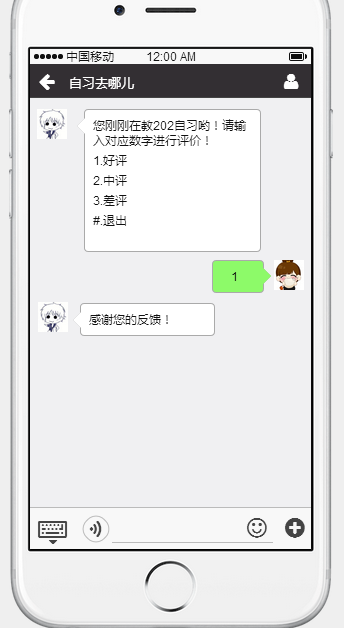 中国移动 12:00 AM
自习去哪儿
您刚刚在教202自习哟！请输
入对应数字进行评价！
1.好评
2.中评
3.差评
#.退出
1
感谢您的反馈！